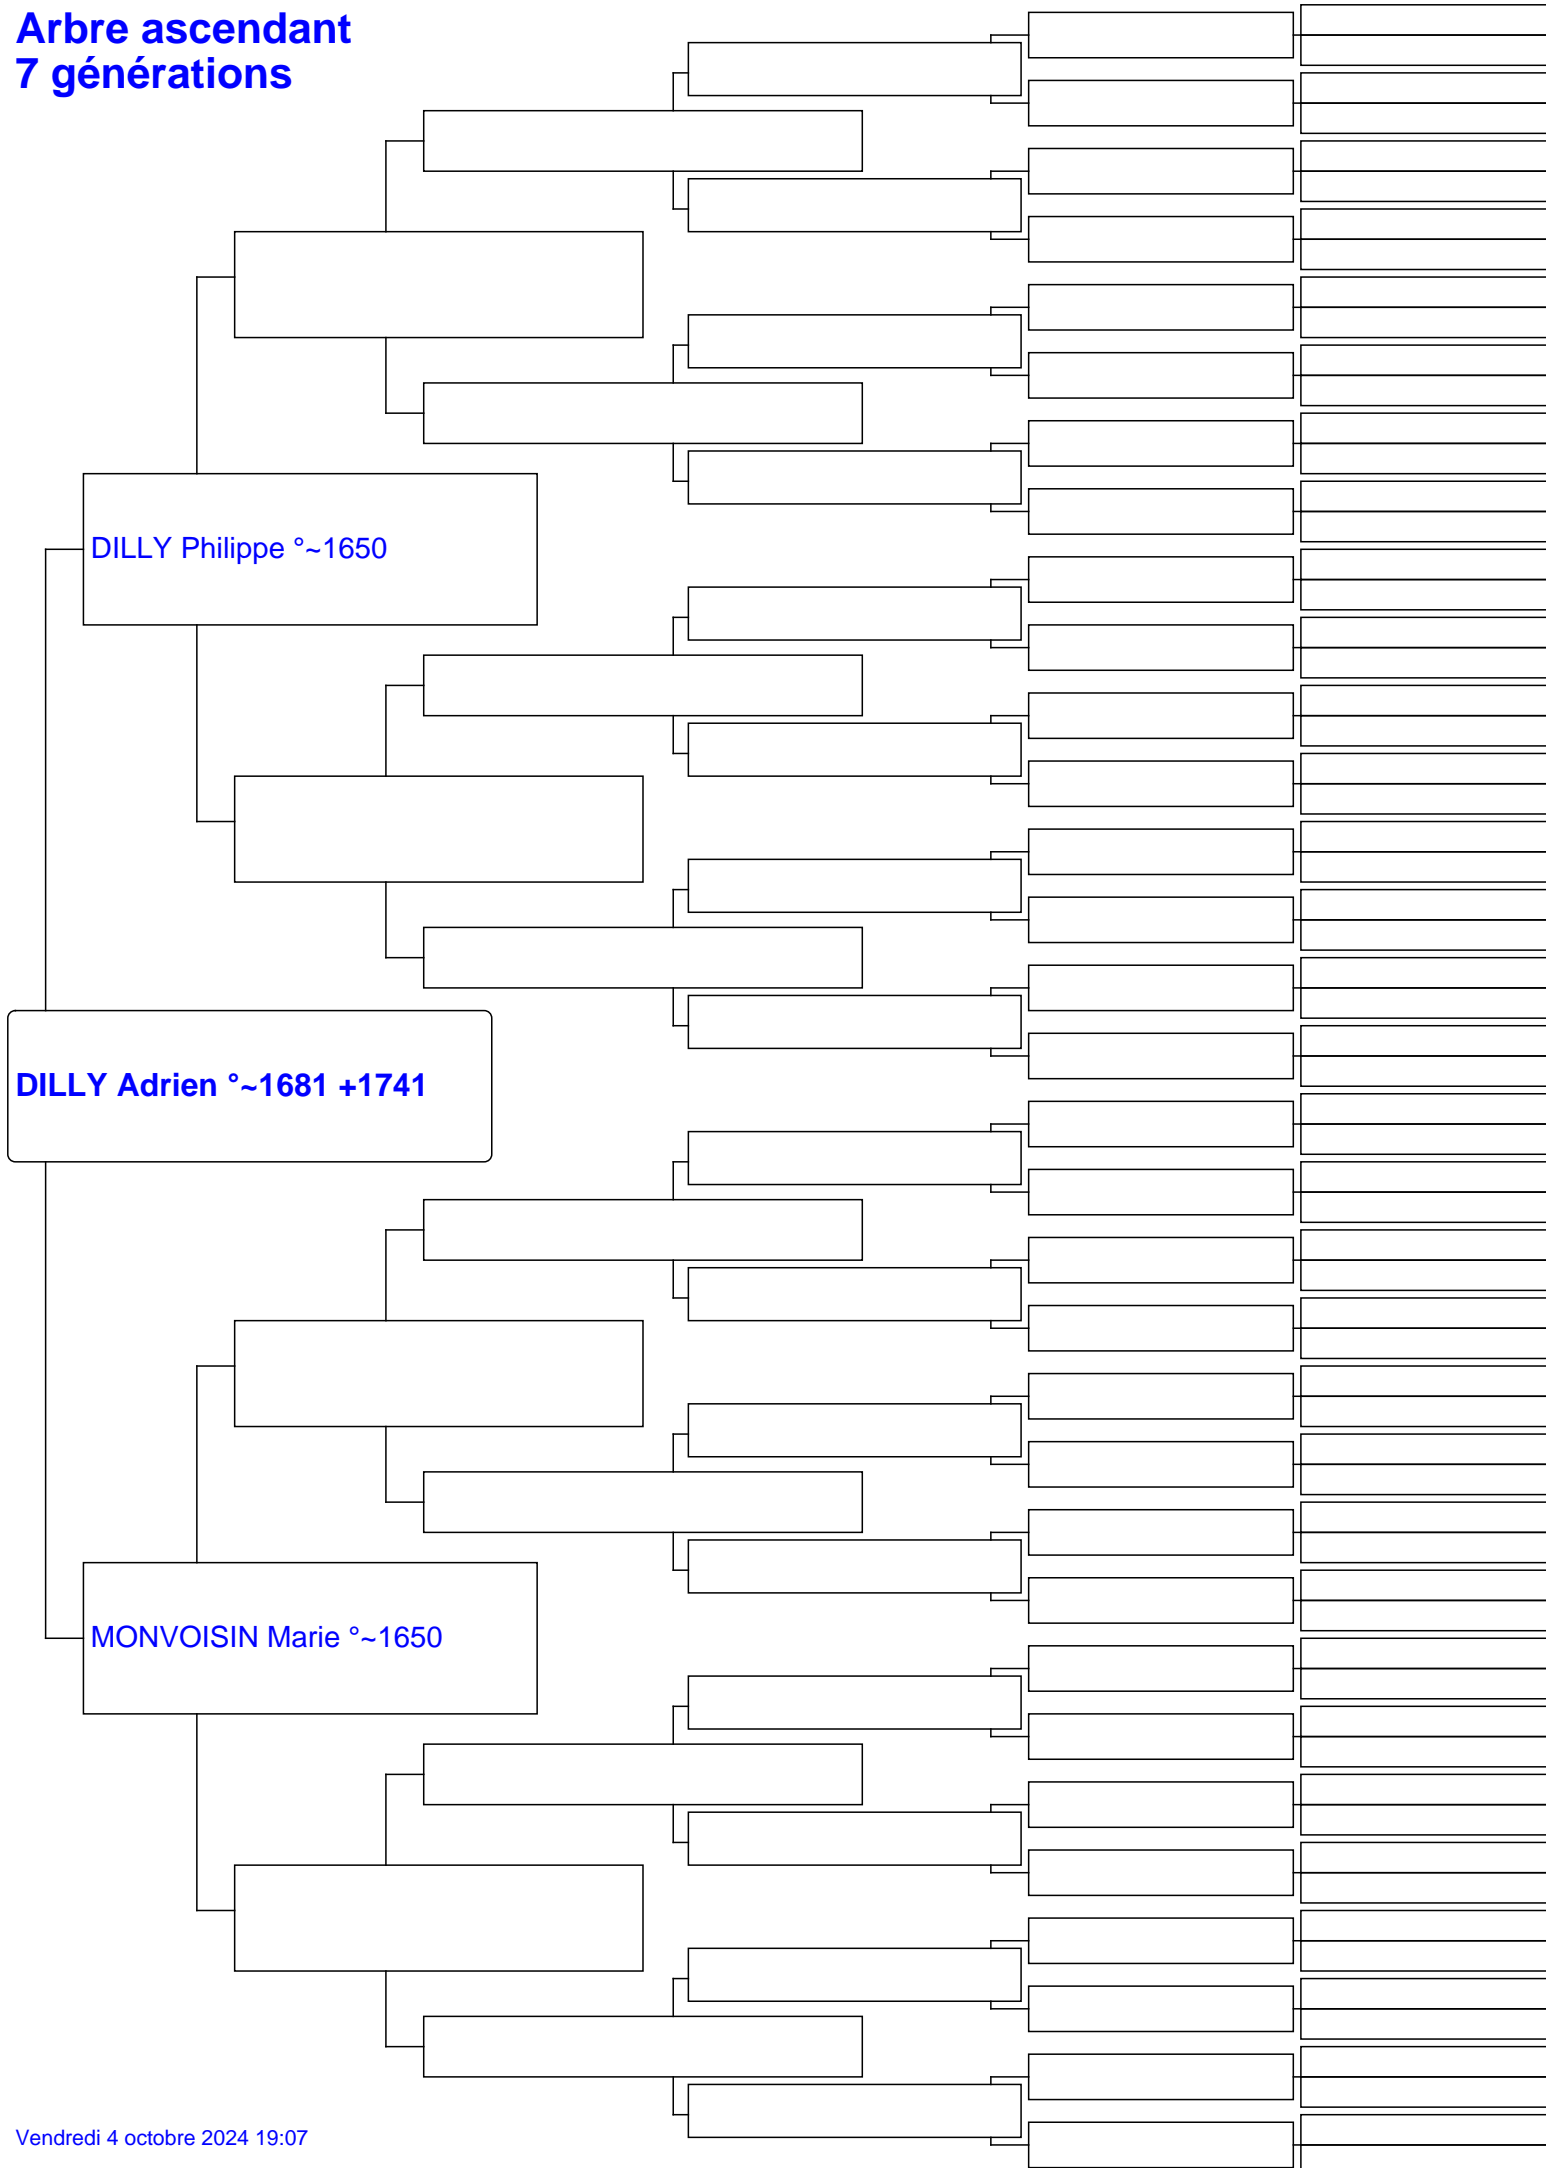 Arbre ascendant
7 générations
DILLY Philippe °~1650
DILLY Adrien °~1681 +1741
MONVOISIN Marie °~1650
Vendredi 4 octobre 2024 19:07